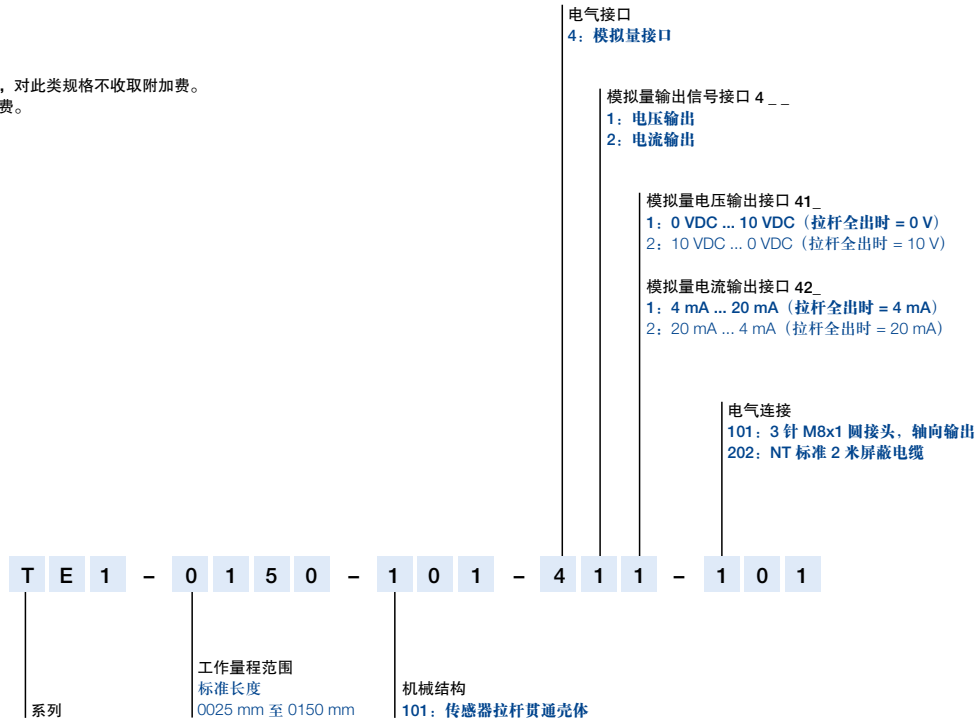 电气接口
4：模拟量接口
，对此类规格不收取附加费。
费。
模拟量输出信号接口 4 _ _
1：电压输出
2：电流输出
模拟量电压输出接口 41_
1：0 VDC ... 10 VDC（拉杆全出时 = 0 V）
2：10 VDC ... 0 VDC（拉杆全出时 = 10 V）
模拟量电流输出接口 42_
1：4 mA ... 20 mA（拉杆全出时 = 4 mA）
2：20 mA ... 4 mA（拉杆全出时 = 20 mA）
电气连接
101：3 针 M8x1 圆接头，轴向输出
202：NT 标准 2 米屏蔽电缆
T E 1 – 0 1 5 0 – 1 0 1 – 4 1 1 – 1 0 1
工作量程范围
标准长度
0025 mm 至 0150 mm
机械结构
101：传感器拉杆贯通壳体
系列